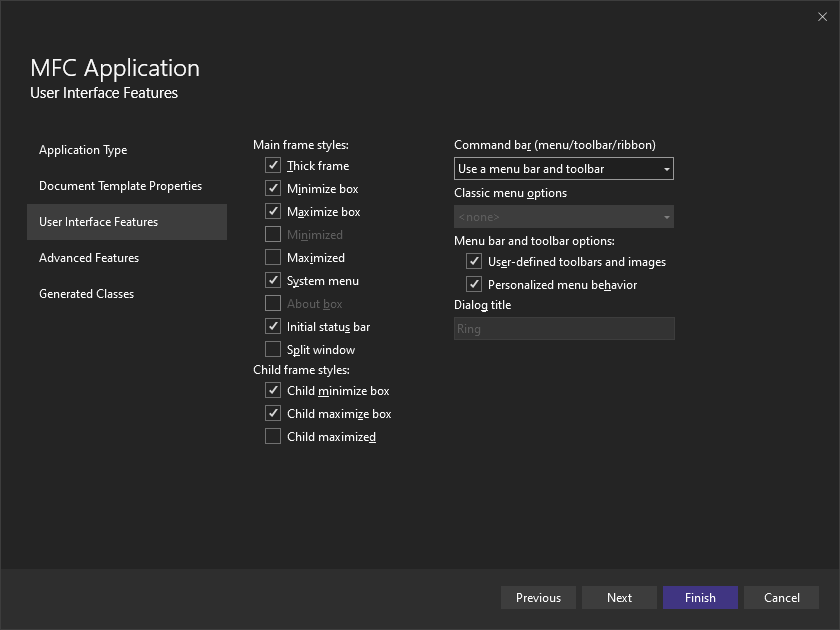 MFC Application
User Interface Features
Application Type
Document Template Properties
User Interface Features
Advanced Features
Generated Classes
Main frame styles:
Thick frame
Minimize box
Maximize box
Minimized
Maximized
System menu
About box
Initial status bar
Split window
Child frame styles:
Child minimize box
Child maximize box
Child maximized
Command bar (menu/toolbar/ribbon)
Use a menu bar and toolbar
Classic menu options
<none>
Menu bar and toolbar options:
User-defined toolbars and images
Personalized menu behavior
Dialog title
Ring
Previous
Next
Finish
Cancel